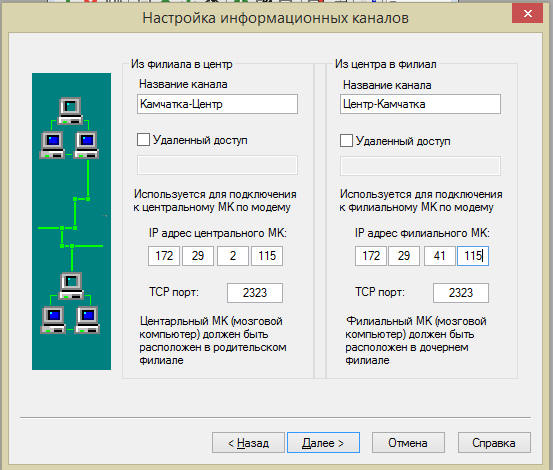 Настройка информационных каналов
Из филиала в центр
Название канала
Камчатка-Центр
Удаленный доступ
Используется для подключения
к центральному МК по модему
IP адрес центрального МК:
172 29 2 115
TCP порт: 2323
Центарльный МК (мозговой
компьютер) должен быть
расположен в родительском
филиале
Из центра в филиал
Название канала
Центр-Камчатка
Удаленный доступ
Используется для подключения
к филиальному МК по модему
IP адрес филиального МК:
172 29 41 115
TCP порт: 2323
Филиальный МК (мозговой
компьютер) должен быть
расположен в дочернем
филиале
< Назад Далее > Отмена Справка